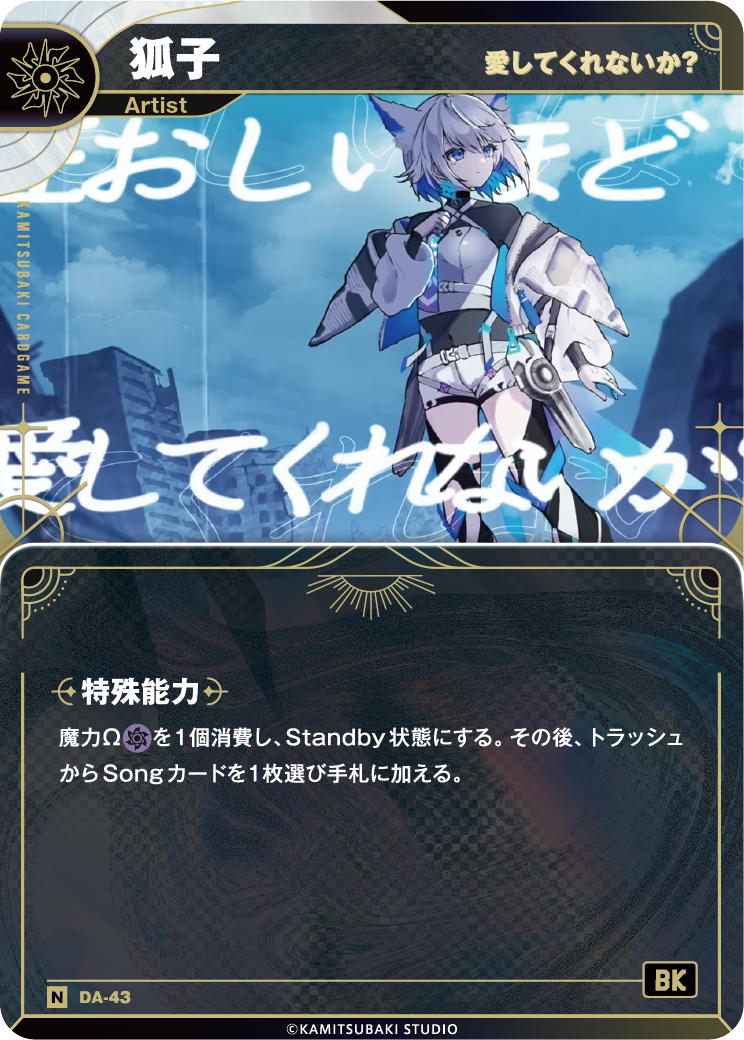 狐子
愛してくれないか？
Artist
おしいほど
KAMITSUBAKI CARDGAME
愛してくれないか
特殊能力
魔力Ωを1個消費し、Standby状態にする。その後、トラッシュ
からSongカードを1枚選び手札に加える。
BK
N DA-43
©KAMITSUBAKI STUDIO